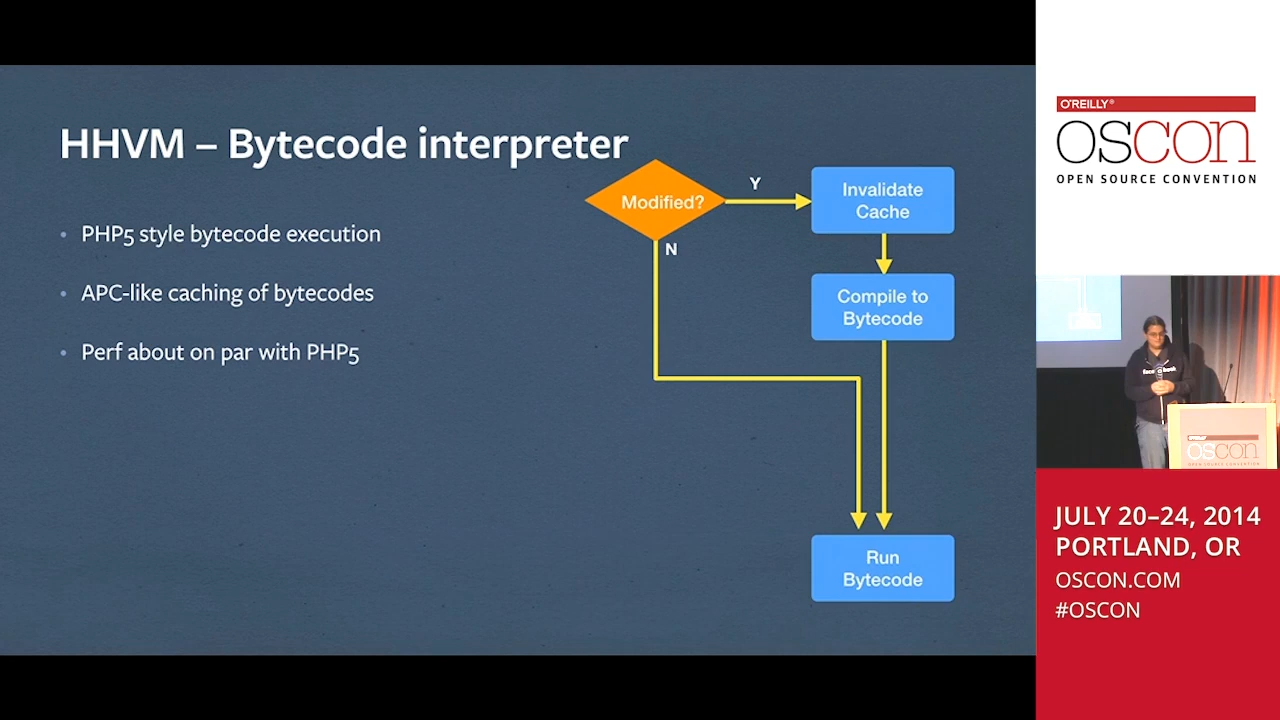 HHVM – Bytecode interpreter
• PHP5 style bytecode execution
• APC-like caching of bytecodes
• Perf about on par with PHP5
Modified?
Y
N
Invalidate
Cache
Compile to
Bytecode
Run
Bytecode
O'REILLY®
OSCON
OPEN SOURCE CONVENTION
OSCON
JULY 20–24, 2014
PORTLAND, OR
OSCON.COM
#OSCON